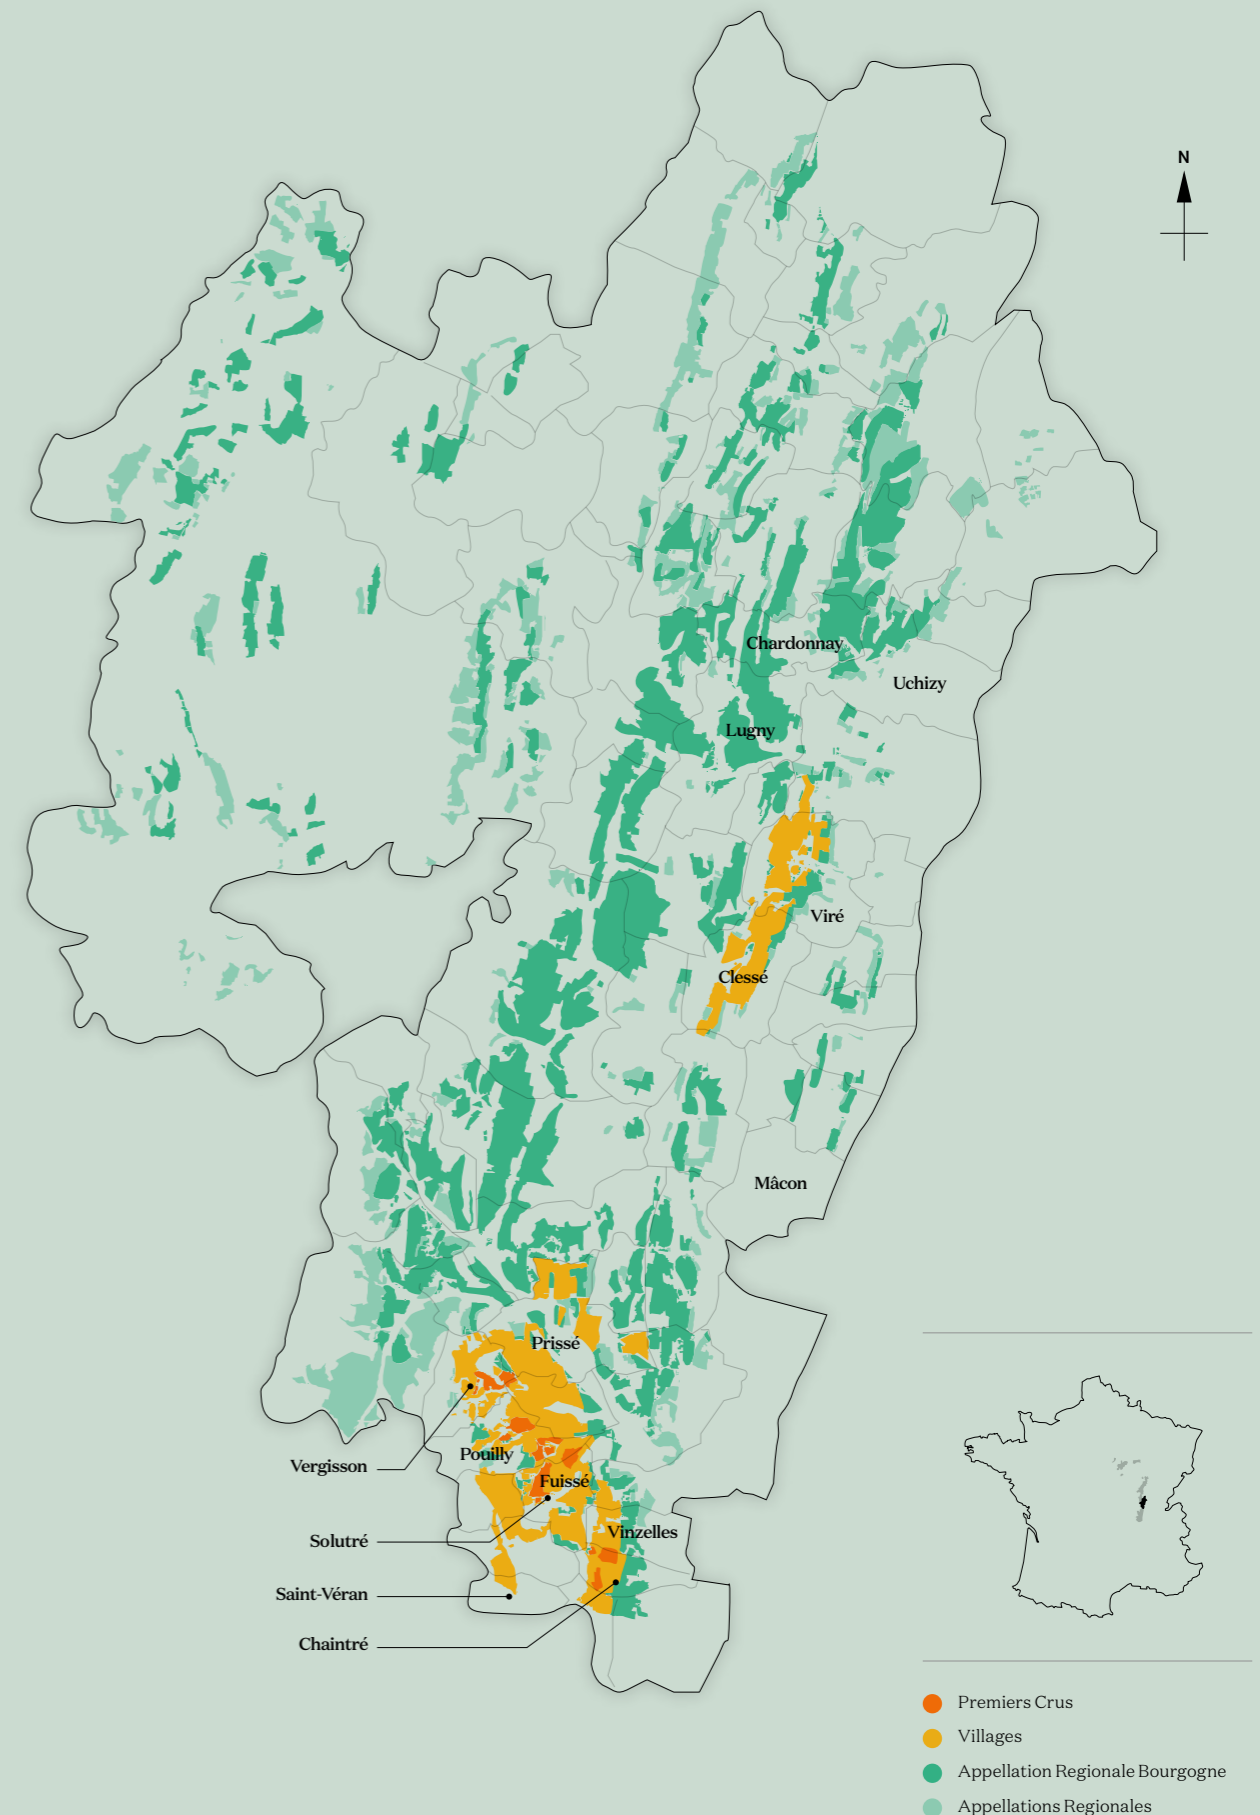 N
Chardonnay
Uchizy
Lugny
Viré
Clessé
Mâcon
Prissé
Pouilly
Vergisson
Fuissé
Vinzelles
Solutré
Saint-Véran
Chaintré
Premiers Crus
Villages
Appellation Regionale Bourgogne
Appellations Regionales